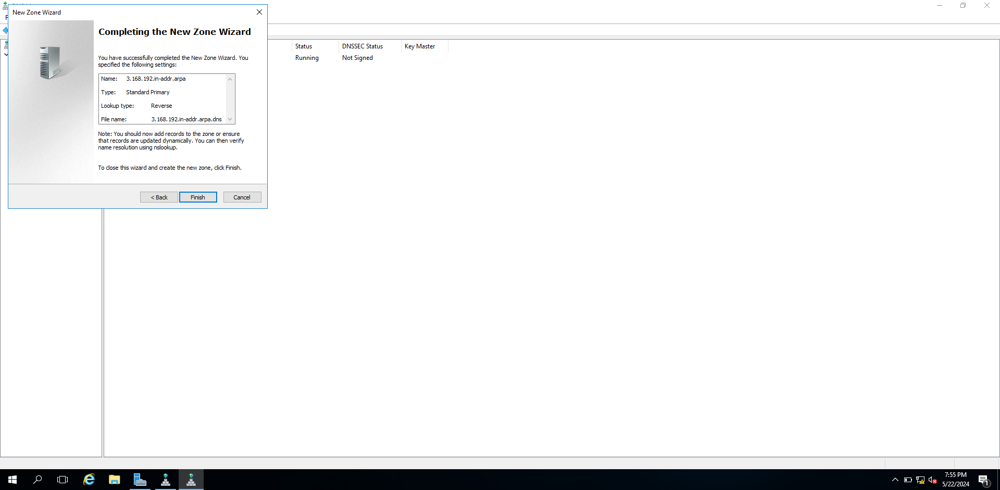 New Zone Wizard
Completing the New Zone Wizard
You have successfully completed the New Zone Wizard. You
specified the following settings:
Name: 3.168.192.in-addr.arpa
Type: Standard Primary
Lookup type: Reverse
File name: 3.168.192.in-addr.arpa.dns
Note: You should now add records to the zone or ensure
that records are updated dynamically. You can then verify
name resolution using nslookup.
To close this wizard and create the new zone, click Finish.
< Back Finish Cancel
Status DNSSEC Status Key Master
Running Not Signed
7:55 PM
5/22/2024
1